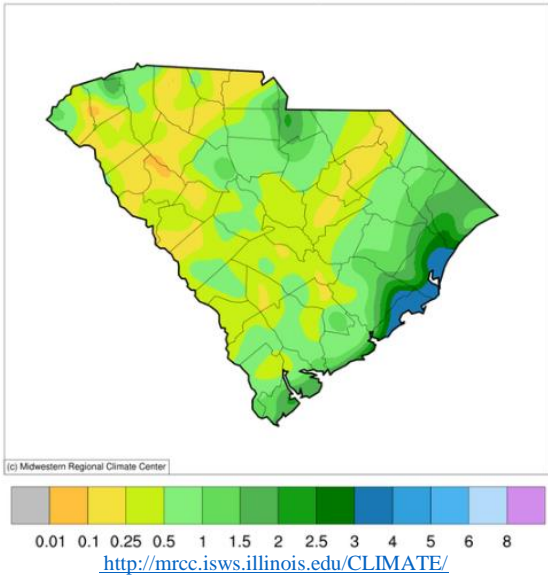 (c) Midwestern Regional Climate Center
0.01 0.1 0.25 0.5 1 1.5 2 2.5 3 4 5 6 8
http://mrcc.isws.illinois.edu/CLIMATE/